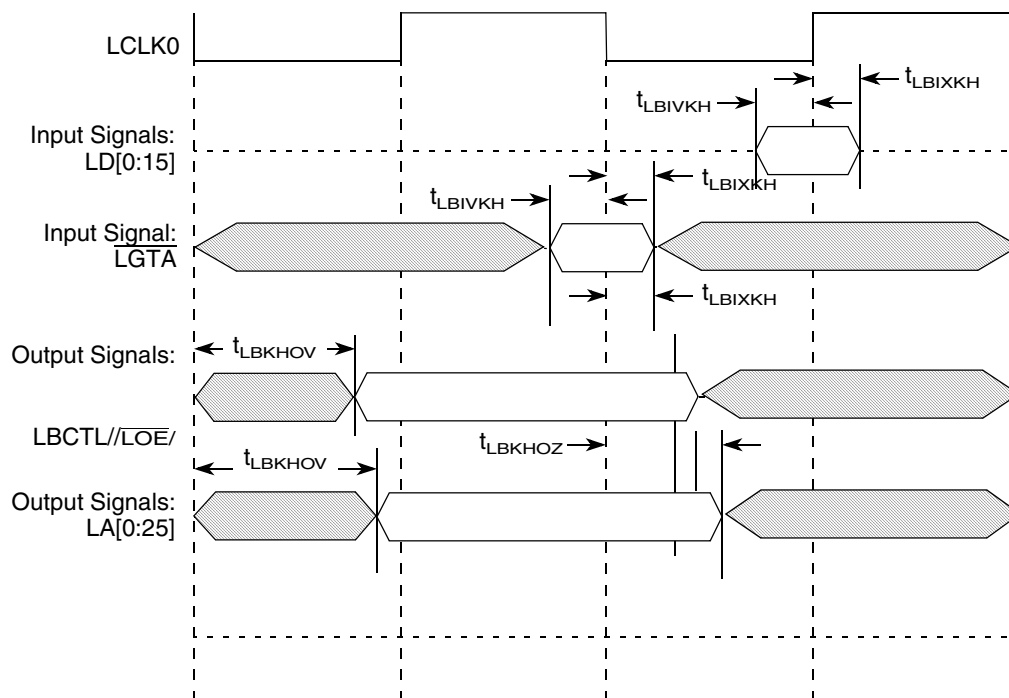 LCLK0
tLBIXKH
tLBIVKH
Input Signals:
LD[0:15]
tLBIXKH
tLBIVKH
Input Signal:
LGTA
tLBIXKH
Output Signals:
tLBKHOV
LBCTL//LOE/
tLBKHOZ
tLBKHOV
Output Signals:
LA[0:25]